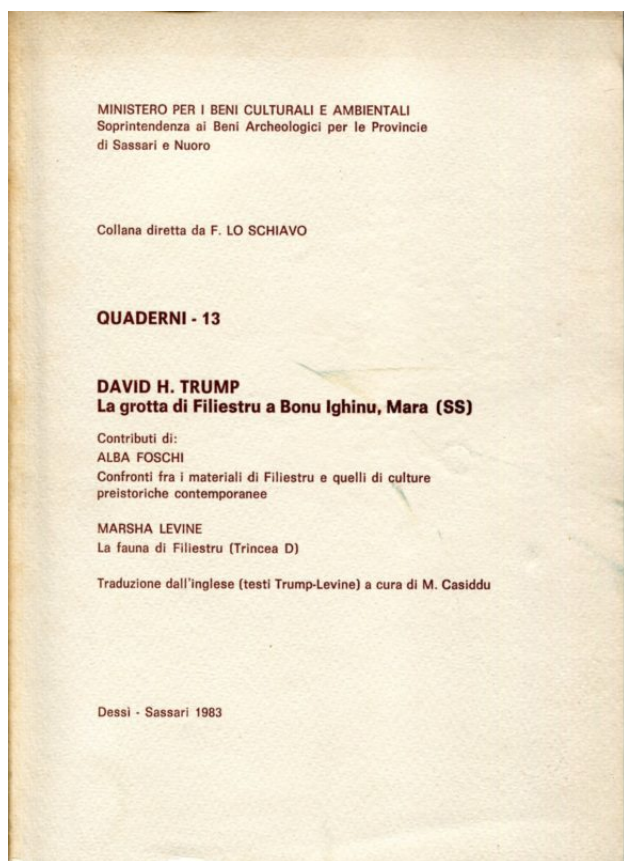 MINISTERO PER I BENI CULTURALI E AMBIENTALI
Soprintendenza ai Beni Archeologici per le Provincie
di Sassari e Nuoro
Collana diretta da F. LO SCHIAVO
QUADERNI - 13
DAVID H. TRUMP
La grotta di Filiestru a Bonu Ighinu, Mara (SS)
Contributi di:
ALBA FOSCHI
Confronti fra i materiali di Filiestru e quelli di culture
preistoriche contemporanee
MARSHA LEVINE
La fauna di Filiestru (Trincea D)
Traduzione dall'inglese (testi Trump-Levine) a cura di M. Casiddu
Dessì - Sassari 1983